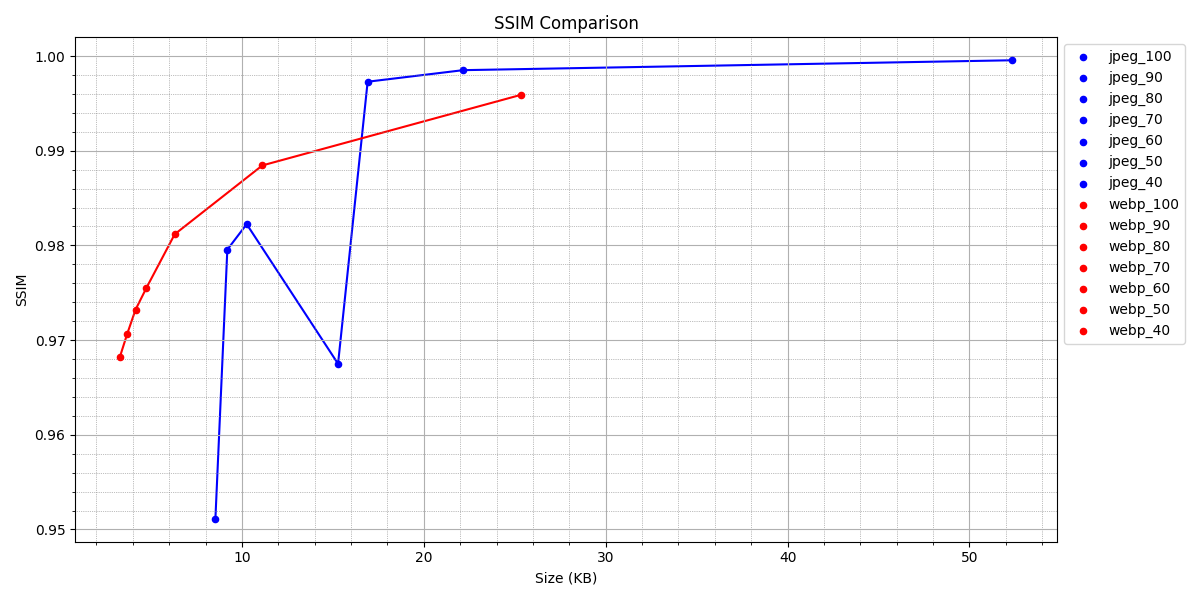 SSIM Comparison
SSIM
1.00
0.99
0.98
0.97
0.96
0.95
10 20 30 40 50
Size (KB)
jpeg_100
jpeg_90
jpeg_80
jpeg_70
jpeg_60
jpeg_50
jpeg_40
webp_100
webp_90
webp_80
webp_70
webp_60
webp_50
webp_40